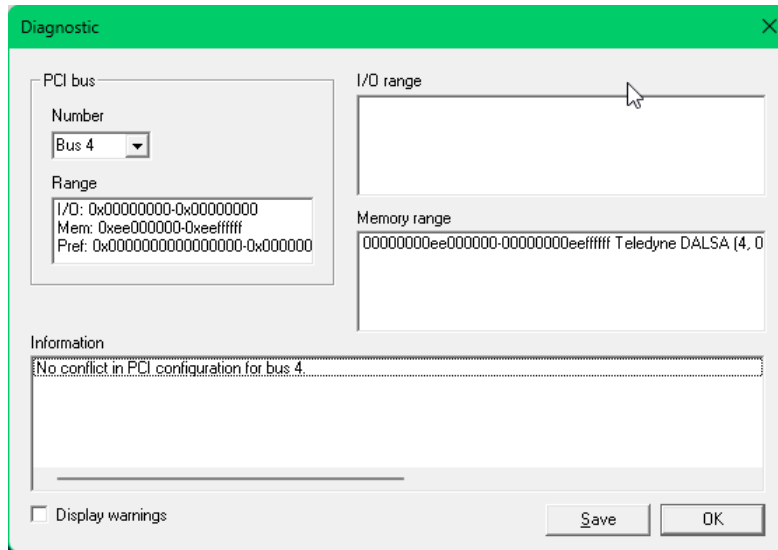 Diagnostic
PCI bus
Number
Bus 4
Range
I/O: 0x00000000-0x00000000
Mem: 0xee000000-0xeeffffff
Pref: 0x0000000000000000-0x000000
I/O range
Memory range
00000000ee000000-00000000eeffffff Teledyne DALSA (4, 0
Information
No conflict in PCI configuration for bus 4.
Display warnings
Save
OK